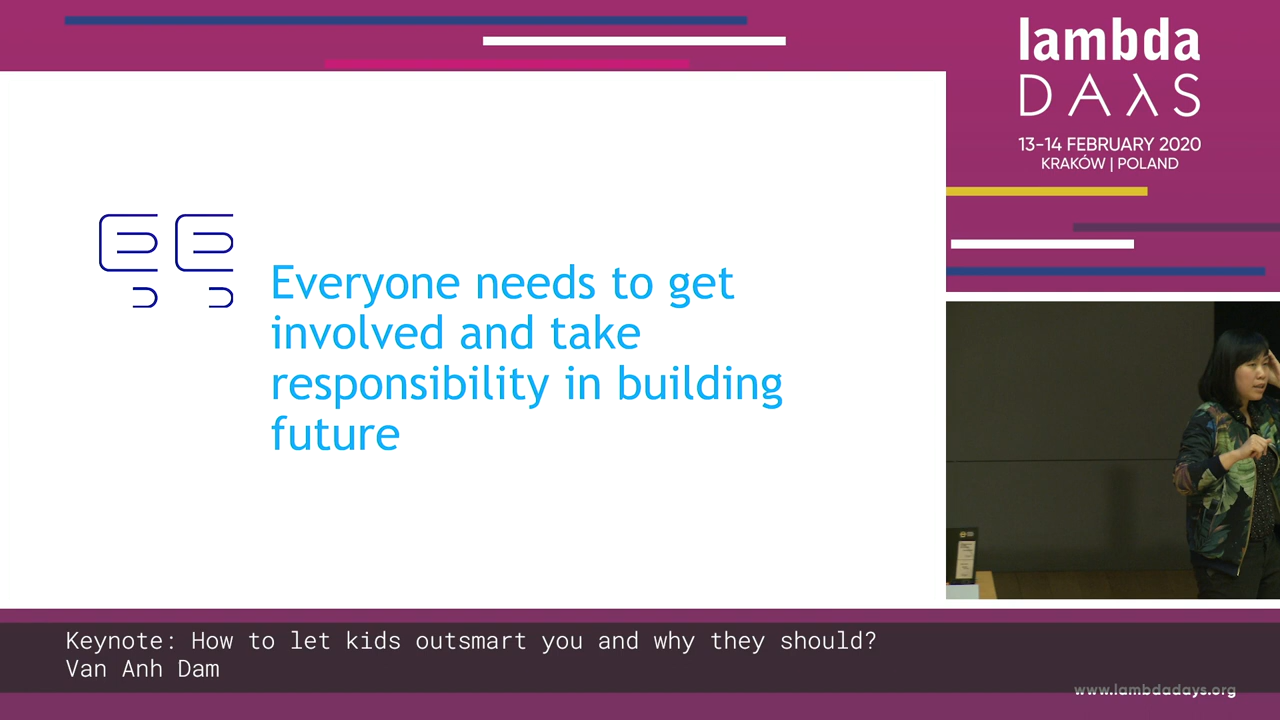 lambda
DAλS
13–14 FEBRUARY 2020
KRAKÓW | POLAND
Everyone needs to get
involved and take
responsibility in building
future
Keynote: How to let kids outsmart you and why they should?
Van Anh Dam
www.lambdadays.org